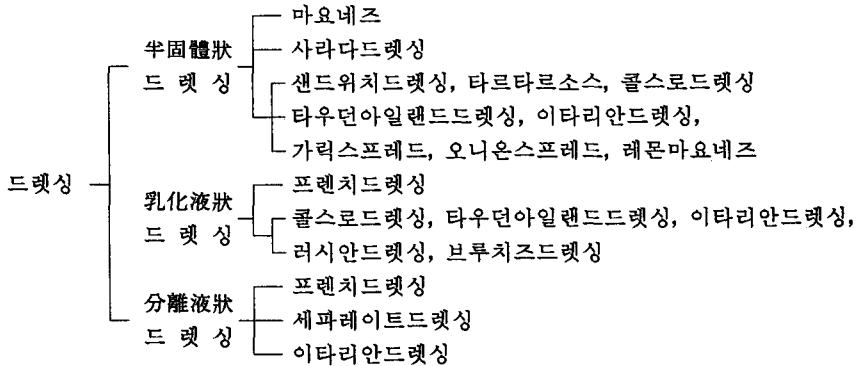 마요네즈
半固體狀
드 렛 싱
사라다드렛싱
샌드위치드렛싱, 타르타르소스, 콜스로드렛싱
타우던아일랜드드렛싱, 이타리안드렛싱,
가릭스프레드, 오니온스프레드, 레몬마요네즈
드렛싱
乳化液狀
드 렛 싱
프렌치드렛싱
콜스로드렛싱, 타우던아일랜드드렛싱, 이타리안드렛싱,
러시안드렛싱, 브루치즈드렛싱
分離液狀
드 렛 싱
프렌치드렛싱
세파레이트드렛싱
이타리안드렛싱